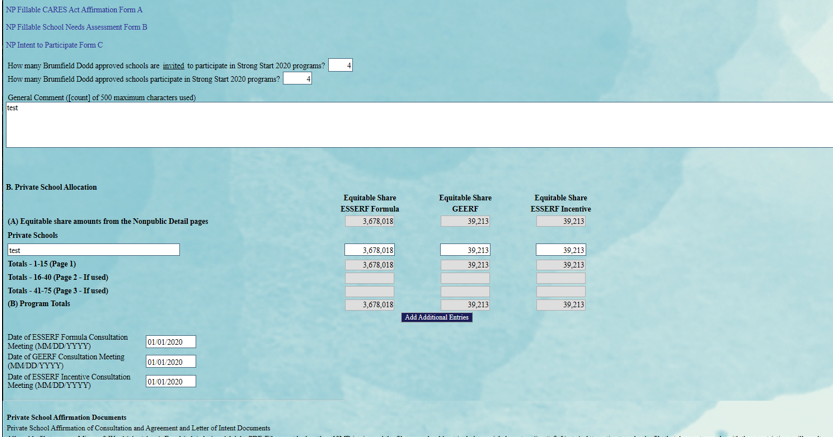 NP Fillable CARES Act Affirmation Form A
NP Fillable School Needs Assessment Form B
NP Intent to Participate Form C
How many Brumfield Dodd approved schools are invited to participate in Strong Start 2020 programs? 4
How many Brumfield Dodd approved schools participate in Strong Start 2020 programs? 4
General Comment ([count] of 500 maximum characters used)
test
B. Private School Allocation
Equitable Share Equitable Share Equitable Share
ESSERF Formula GEERF ESSERF Incentive
(A) Equitable share amounts from the Nonpublic Detail pages 3,678,018 39,213 39,213
Private Schools
test 3,678,018 39,213 39,213
Totals - 1-15 (Page 1) 3,678,018 39,213 39,213
Totals - 16-40 (Page 2 - If used)
Totals - 41-75 (Page 3 - If used)
(B) Program Totals 3,678,018 39,213 39,213
Add Additional Entries
Date of ESSERF Formula Consultation
Meeting (MM/DD/YYYY) 01/01/2020
Date of GEERF Consultation Meeting
(MM/DD/YYYY) 01/01/2020
Date of ESSERF Incentive Consultation
Meeting (MM/DD/YYYY) 01/01/2020
Private School Affirmation Documents
Private School Affirmation of Consultation and Agreement and Letter of Intent Documents